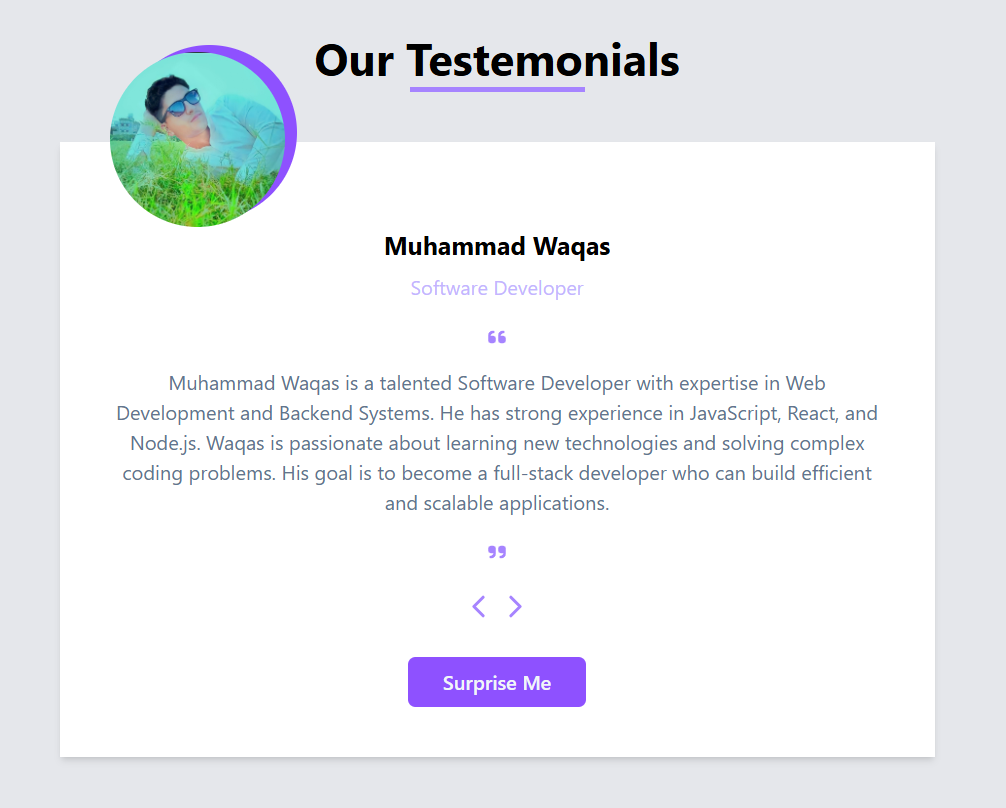 Our Testemonials
Muhammad Waqas
Software Developer
❝
Muhammad Waqas is a talented Software Developer with expertise in Web
Development and Backend Systems. He has strong experience in JavaScript, React, and
Node.js. Waqas is passionate about learning new technologies and solving complex
coding problems. His goal is to become a full-stack developer who can build efficient
and scalable applications.
❞
Surprise Me